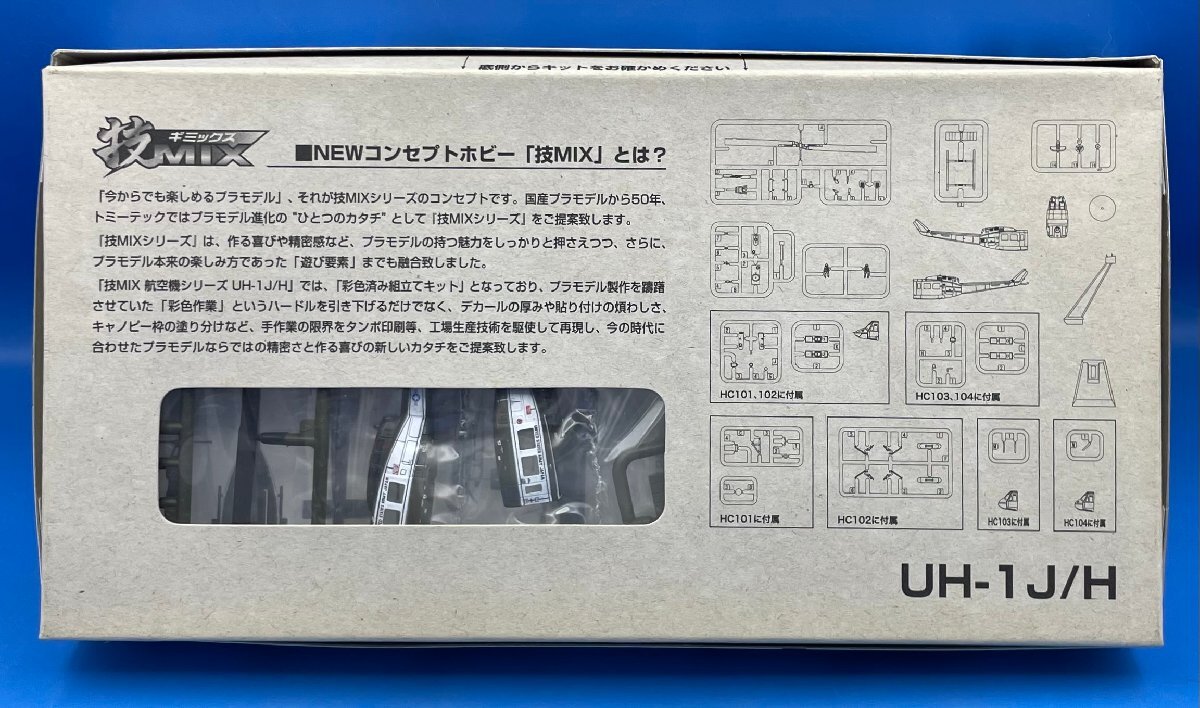 底側からキットをお確かめください
技MIX
ギミックス
■NEWコンセプトホビー「技MIX」とは?
「今からでも楽しめるプラモデル」、それが技MIXシリーズのコンセプトです。国産プラモデルから50年、
トミーテックではプラモデル進化の"ひとつのカタチ"として「技MIXシリーズ」をご提案致します。
「技MIXシリーズ」は、作る喜びや精密感など、プラモデルの持つ魅力をしっかりと押さえつつ、さらに、
プラモデル本来の楽しみ方であった「遊び要素」までも融合致しました。
「技MIX 航空機シリーズ UH-1J/H」では、「彩色済み組立てキット」となっており、プラモデル製作を躊躇
させていた「彩色作業」というハードルを引き下げるだけでなく、デカールの厚みや貼り付けの煩わしさ、
キャノピー枠の塗り分けなど、手作業の限界をタンポ印刷等、工場生産技術を駆使して再現し、今の時代に
合わせたプラモデルならではの精密さと作る喜びの新しいカタチをご提案致します。
HC101、102に付属
HC103、104に付属
HC101に付属
HC102に付属
HC103に付属
HC104に付属
UH-1J/H